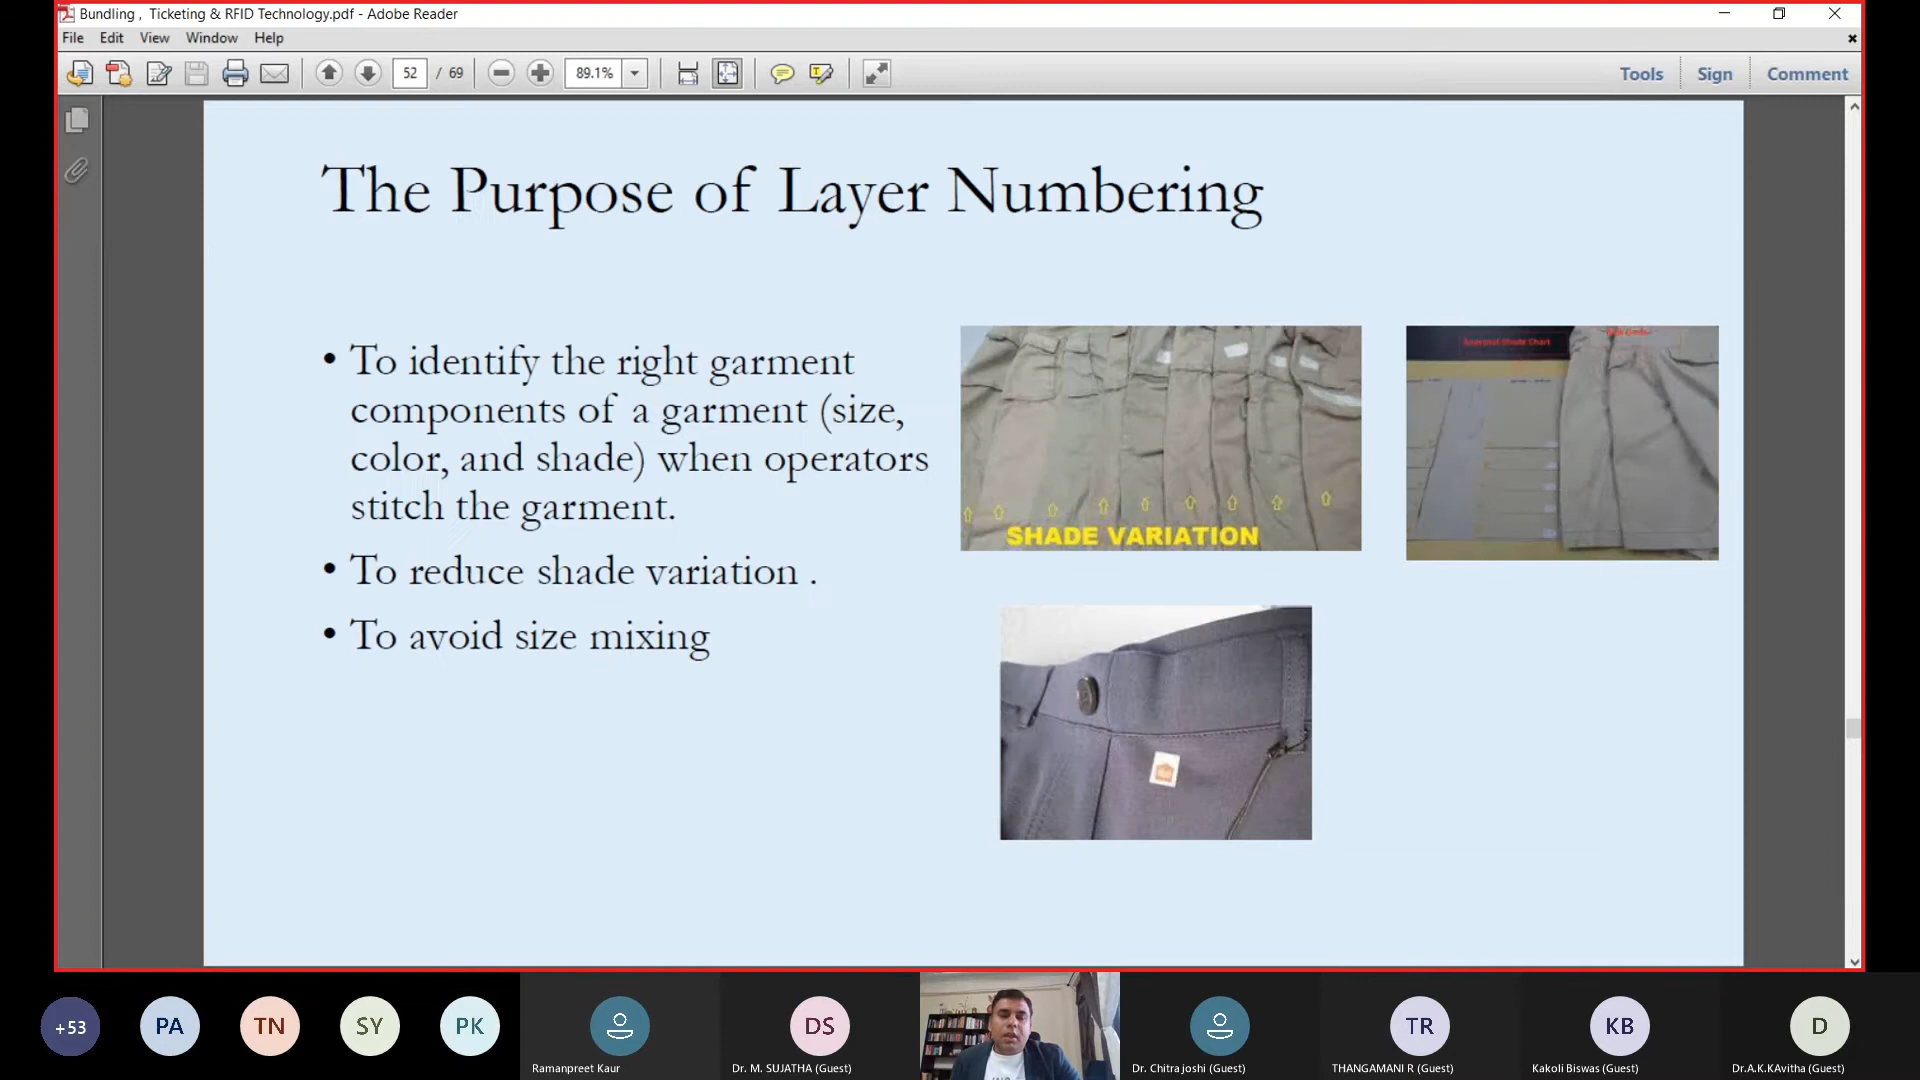 Bundling , Ticketing & RFID Technology.pdf - Adobe Reader
File Edit View Window Help
52 / 69 89.1% Tools Sign Comment
The Purpose of Layer Numbering
• To identify the right garment
components of a garment (size,
color, and shade) when operators
stitch the garment.
• To reduce shade variation .
• To avoid size mixing
SHADE VARIATION
Shade Chart
+53 PA TN SY PK DS TR KB D
Ramanpreet Kaur
Dr. M. SUJATHA (Guest)
Dr. Chitra joshi (Guest)
THANGAMANI R (Guest)
Kakoli Biswas (Guest)
Dr.A.K.KAvitha (Guest)